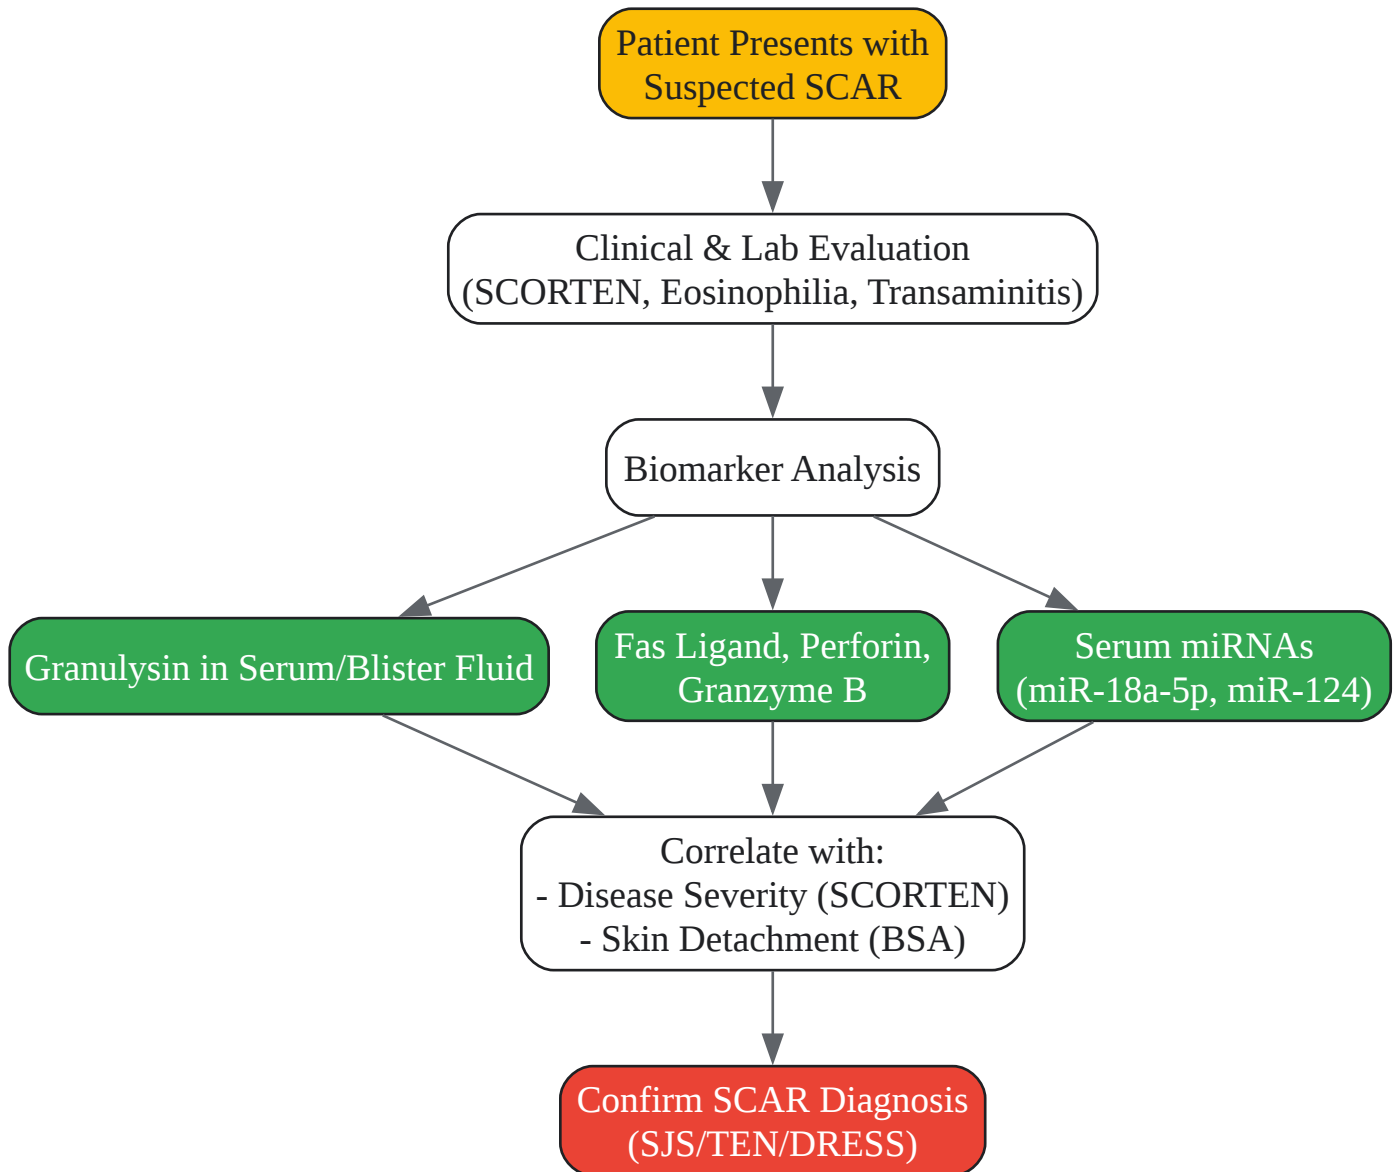 Patient Presents with
Suspected SCAR
Clinical & Lab Evaluation
(SCORTEN, Eosinophilia, Transaminitis)
Biomarker Analysis
Granulysin in Serum/Blister Fluid
Fas Ligand, Perforin,
Granzyme B
Serum miRNAs
(miR-18a-5p, miR-124)
Correlate with:
- Disease Severity (SCORTEN)
- Skin Detachment (BSA)
Confirm SCAR Diagnosis
(SJS/TEN/DRESS)